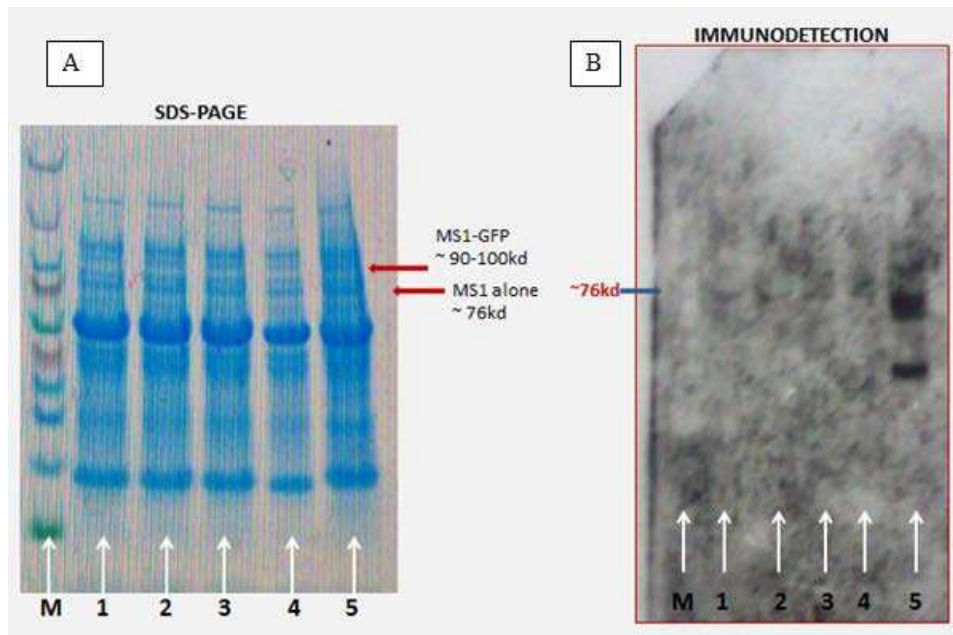 A
SDS-PAGE
MS1-GFP
~ 90-100kd
MS1 alone
~ 76kd
M 1 2 3 4 5
B
IMMUNODETECTION
~76kd
M 1 2 3 4 5